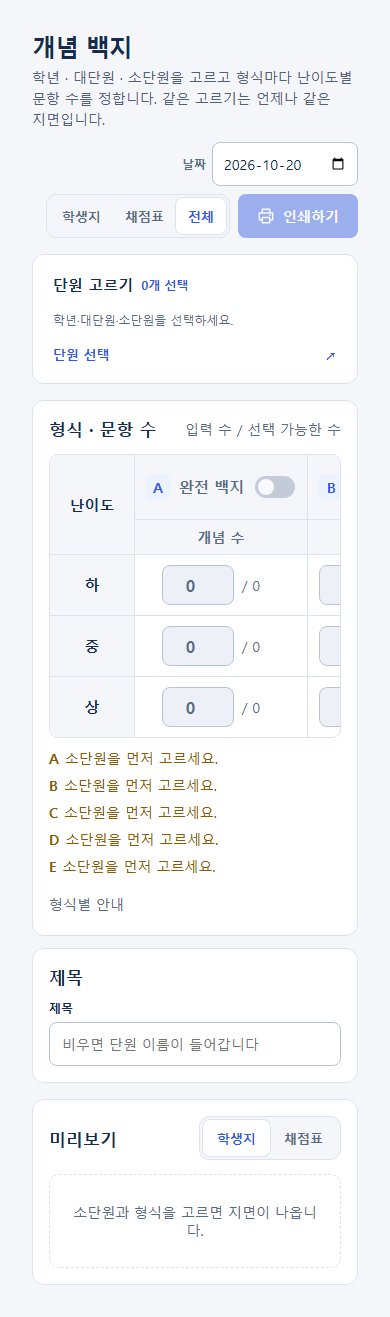 개념 백지
학년 · 대단원 · 소단원을 고르고 형식마다 난이도별
문항 수를 정합니다. 같은 고르기는 언제나 같은
지면입니다.
날짜 2026-10-20
학생지 채점표 전체 인쇄하기
단원 고르기 0개 선택
학년·대단원·소단원을 선택하세요.
단원 선택 ↗
형식 · 문항 수 입력 수 / 선택 가능한 수
난이도 A 완전 백지 B
개념 수
하 0 / 0
중 0 / 0
상 0 / 0
A 소단원을 먼저 고르세요.
B 소단원을 먼저 고르세요.
C 소단원을 먼저 고르세요.
D 소단원을 먼저 고르세요.
E 소단원을 먼저 고르세요.
형식별 안내
제목
제목
비우면 단원 이름이 들어갑니다
미리보기 학생지 채점표
소단원과 형식을 고르면 지면이 나옵니
다.